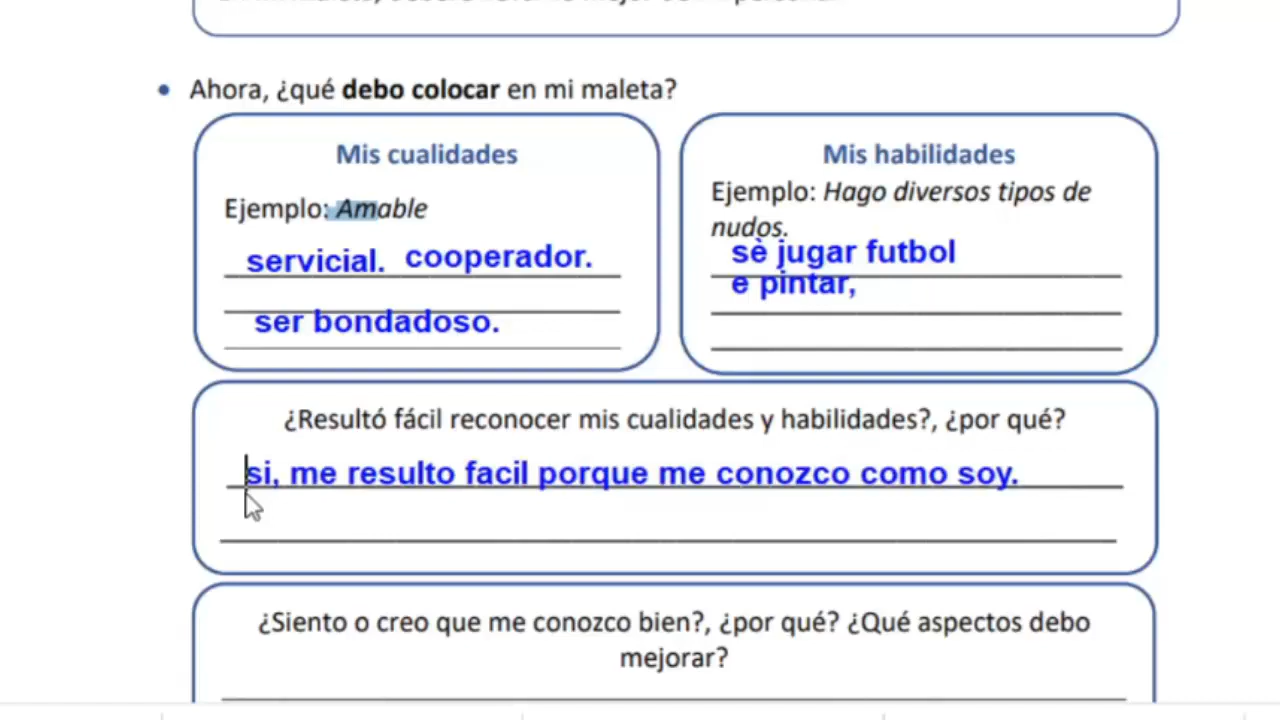 Ahora, ¿qué debo colocar en mi maleta?
Mis cualidades
Ejemplo: Amable
servicial. cooperador.
ser bondadoso.
Mis habilidades
Ejemplo: Hago diversos tipos de
nudos.
sè jugar futbol
e pintar,
¿Resultó fácil reconocer mis cualidades y habilidades?, ¿por qué?
si, me resulto facil porque me conozco como soy.
¿Siento o creo que me conozco bien?, ¿por qué? ¿Qué aspectos debo
mejorar?